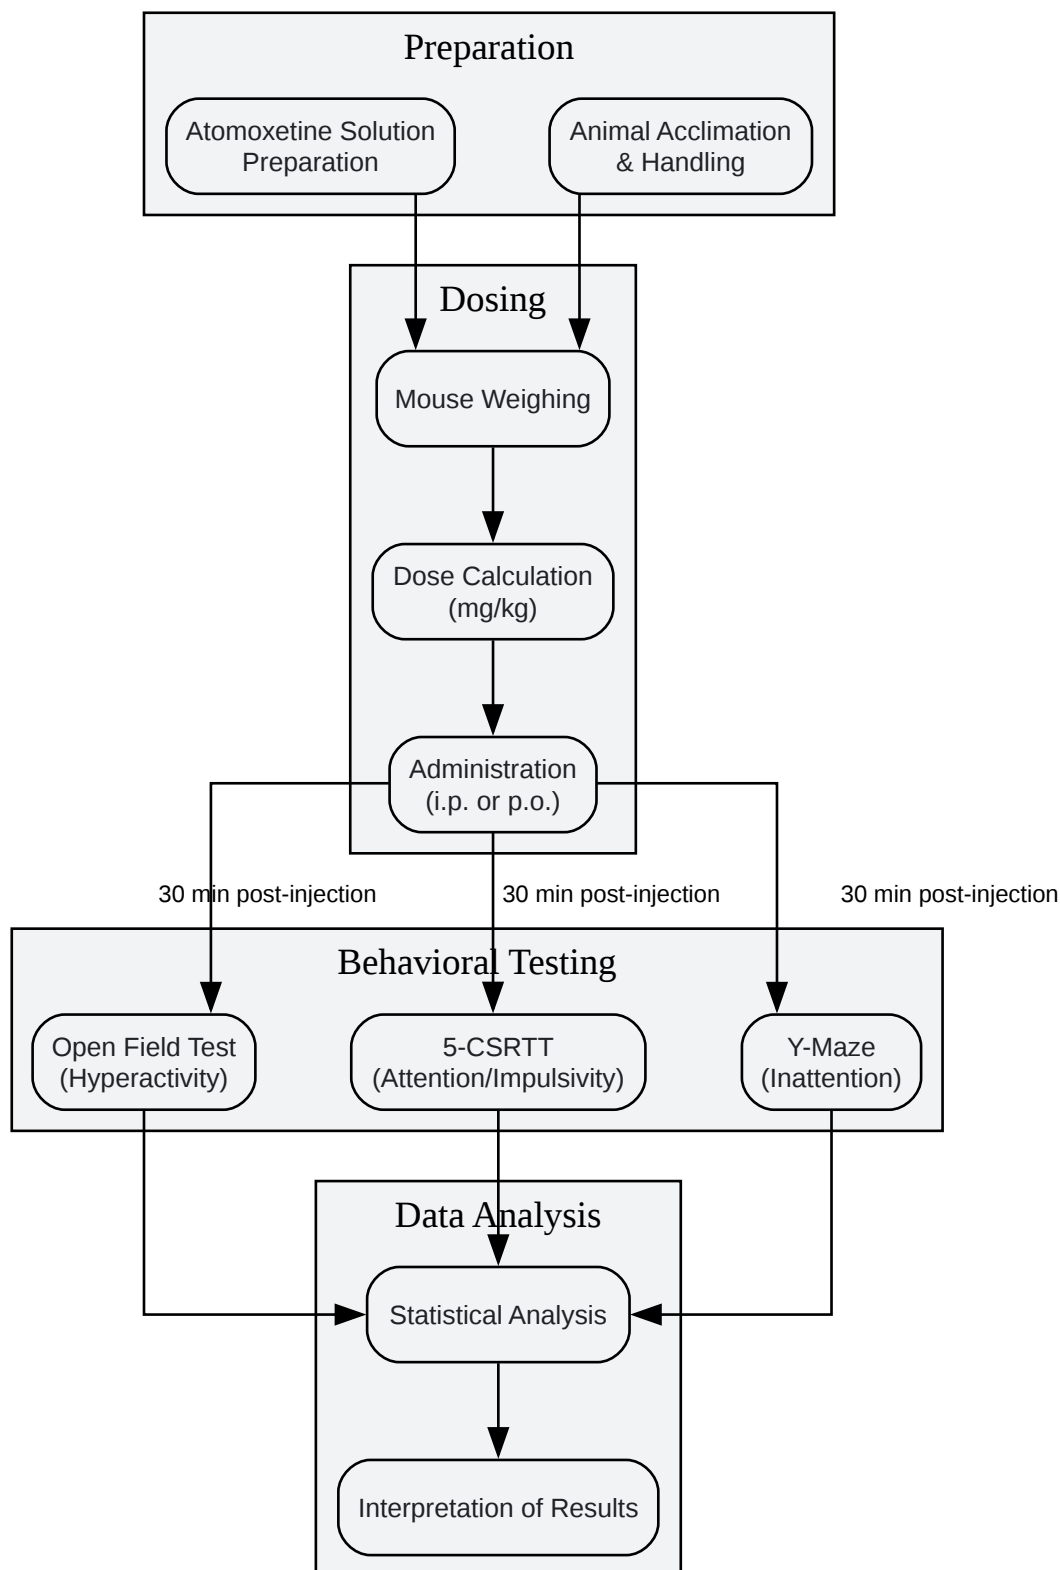 Preparation
Atomoxetine Solution
Preparation
Animal Acclimation
& Handling
Dosing
Mouse Weighing
Dose Calculation
(mg/kg)
Administration
(i.p. or p.o.)
30 min post-injection
30 min post-injection
30 min post-injection
Behavioral Testing
Open Field Test
(Hyperactivity)
5-CSRTT
(Attention/Impulsivity)
Y-Maze
(Inattention)
Data Analysis
Statistical Analysis
Interpretation of Results